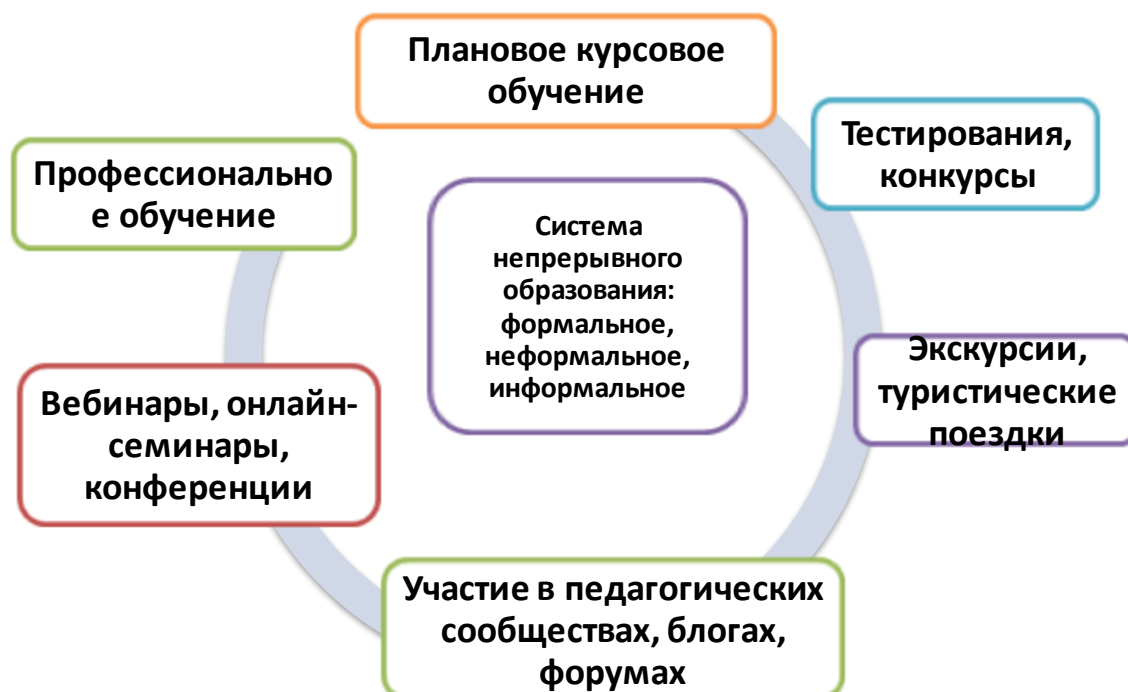 Плановое курсовое
обучение
Тестирования,
конкурсы
Профессионально
е обучение
Система
непрерывного
образования:
формальное,
неформальное,
информальное
Экскурсии,
туристические
поездки
Вебинары, онлайн-
семинары,
конференции
Участие в педагогических
сообществах, блогах,
форумах